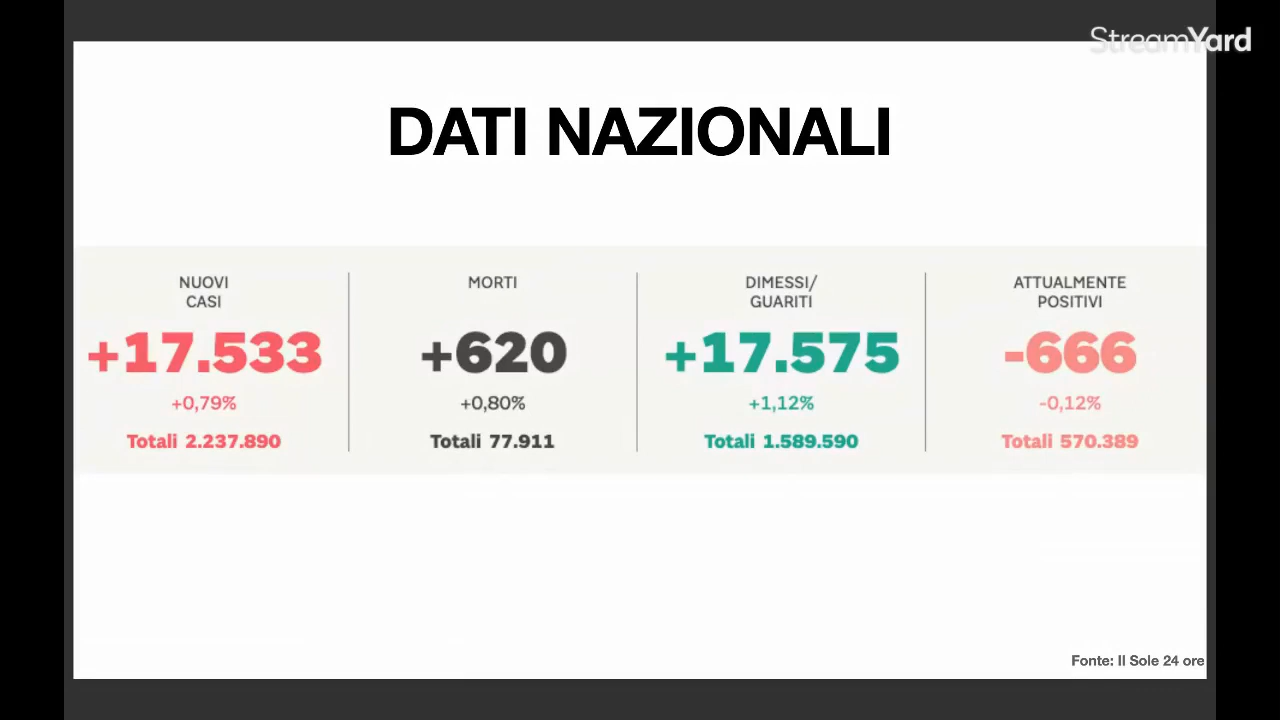 StreamYard
DATI NAZIONALI
NUOVI
CASI
+17.533
+0,79%
Totali 2.237.890
MORTI
+620
+0,80%
Totali 77.911
DIMESSI/
GUARITI
+17.575
+1,12%
Totali 1.589.590
ATTUALMENTE
POSITIVI
-666
-0,12%
Totali 570.389
Fonte: Il Sole 24 ore